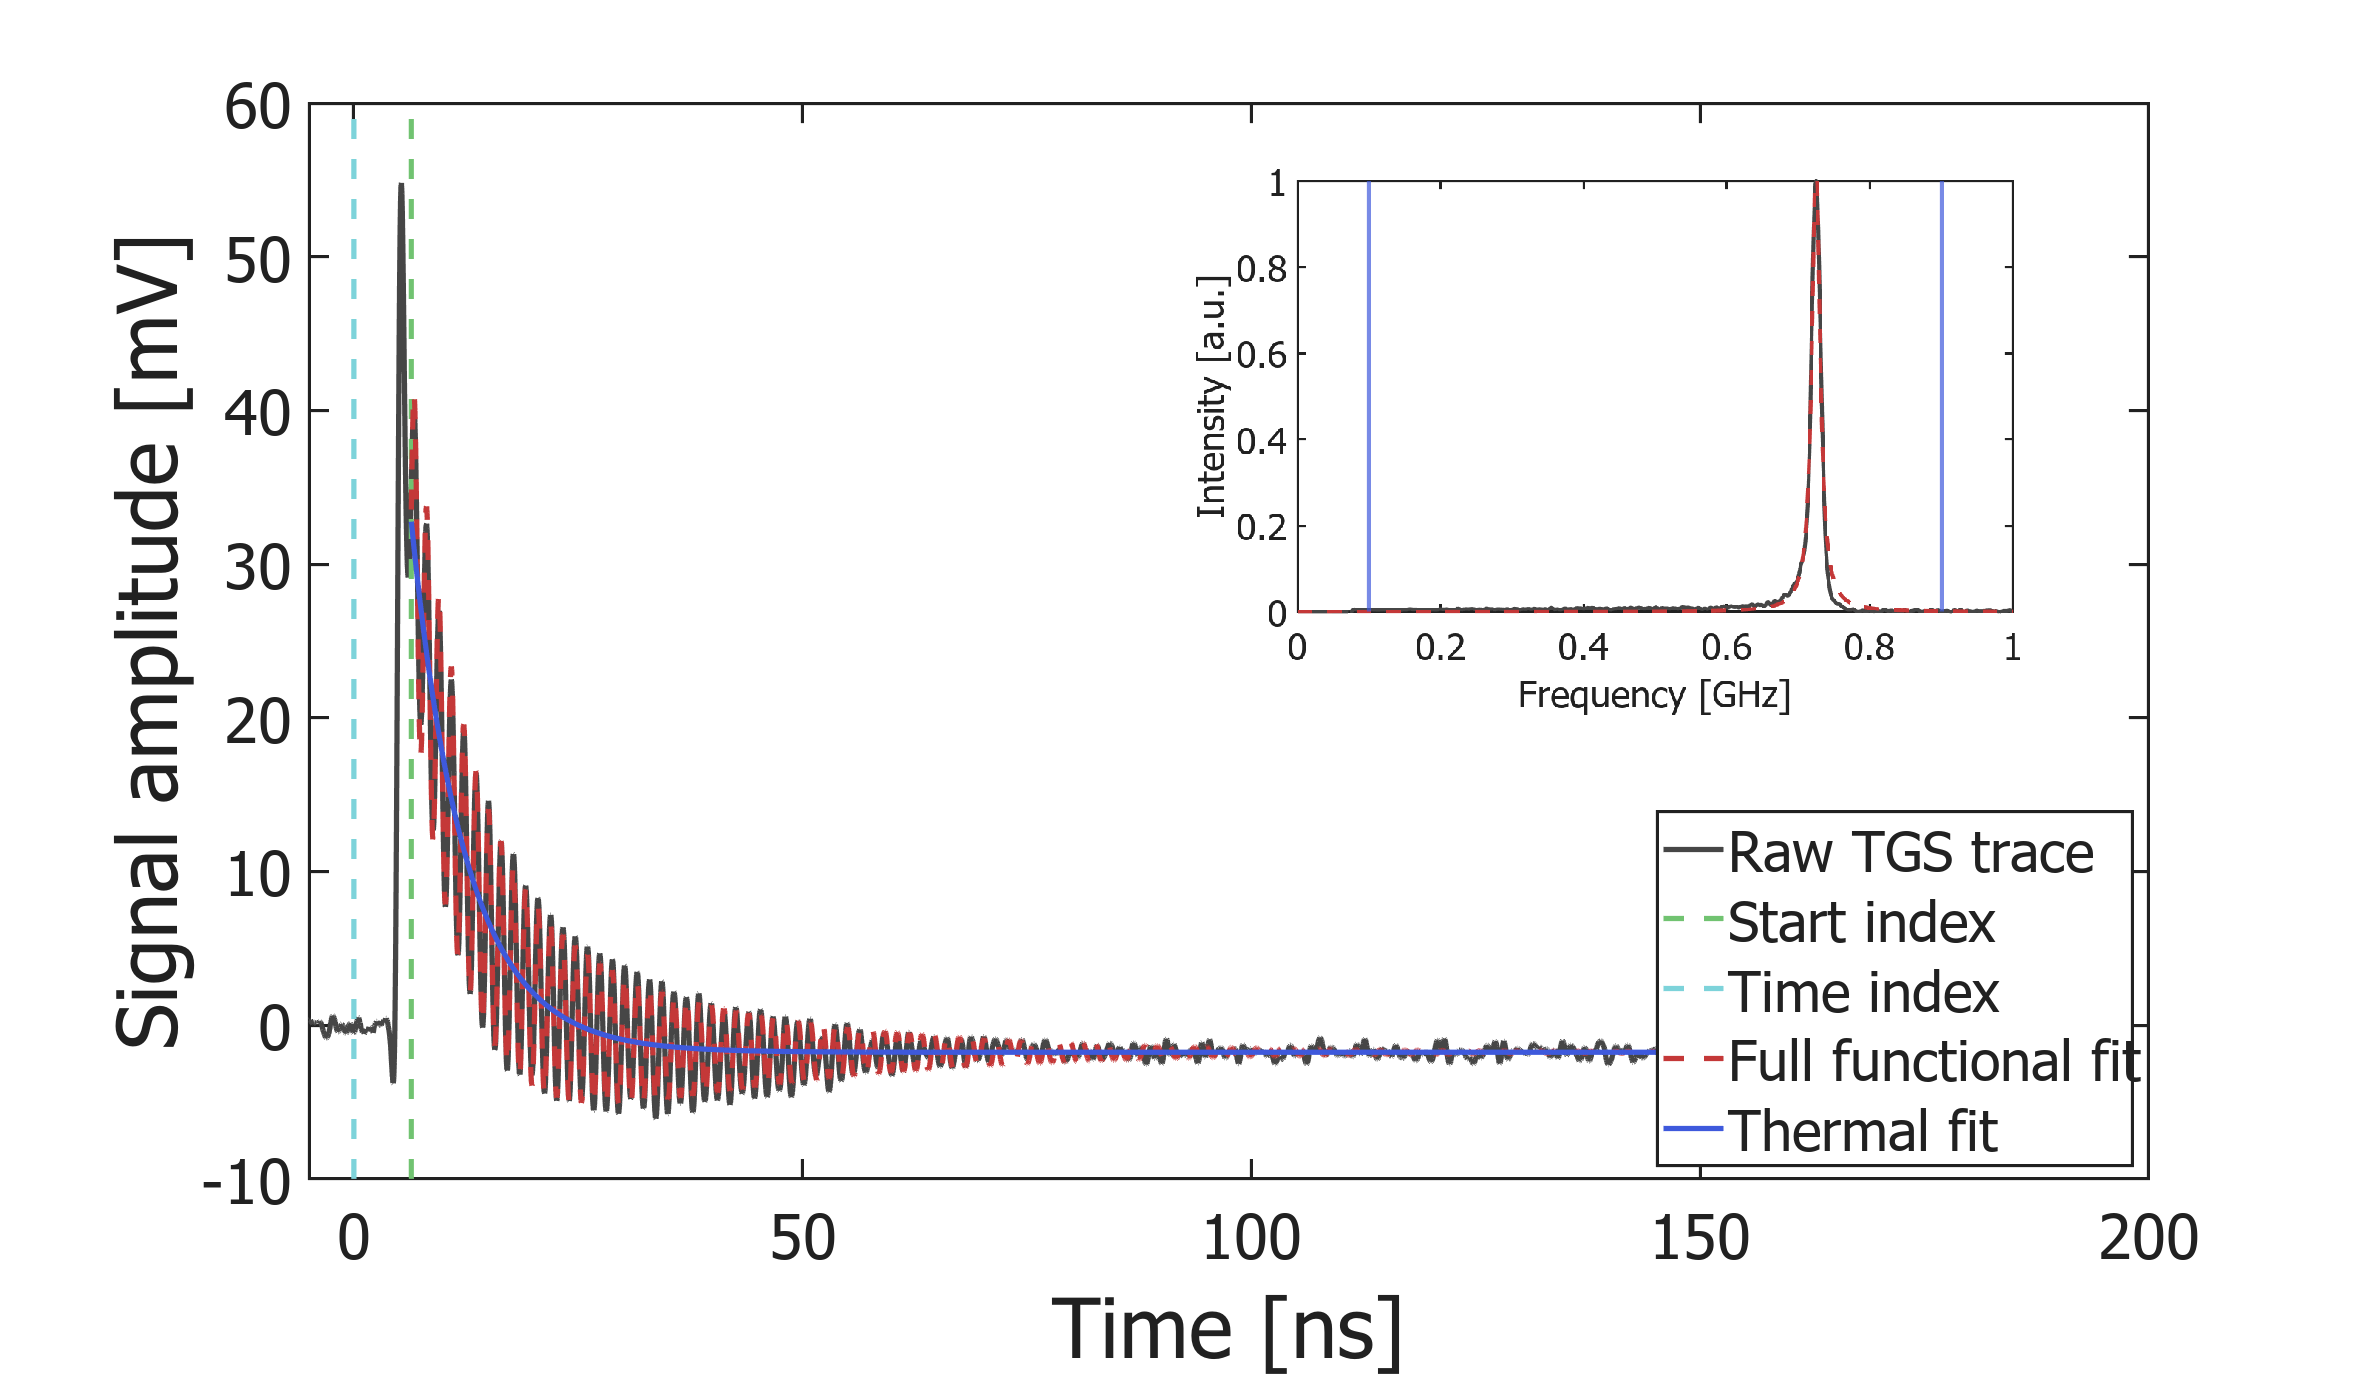 60
50
40
30
20
10
0
-10
Signal amplitude [mV]
0
50
100
150
200
Time [ns]
1
0.8
0.6
0.4
0.2
0
Intensity [a.u.]
0
0.2
0.4
0.6
0.8
1
Frequency [GHz]
Raw TGS trace
Start index
Time index
Full functional fit
Thermal fit